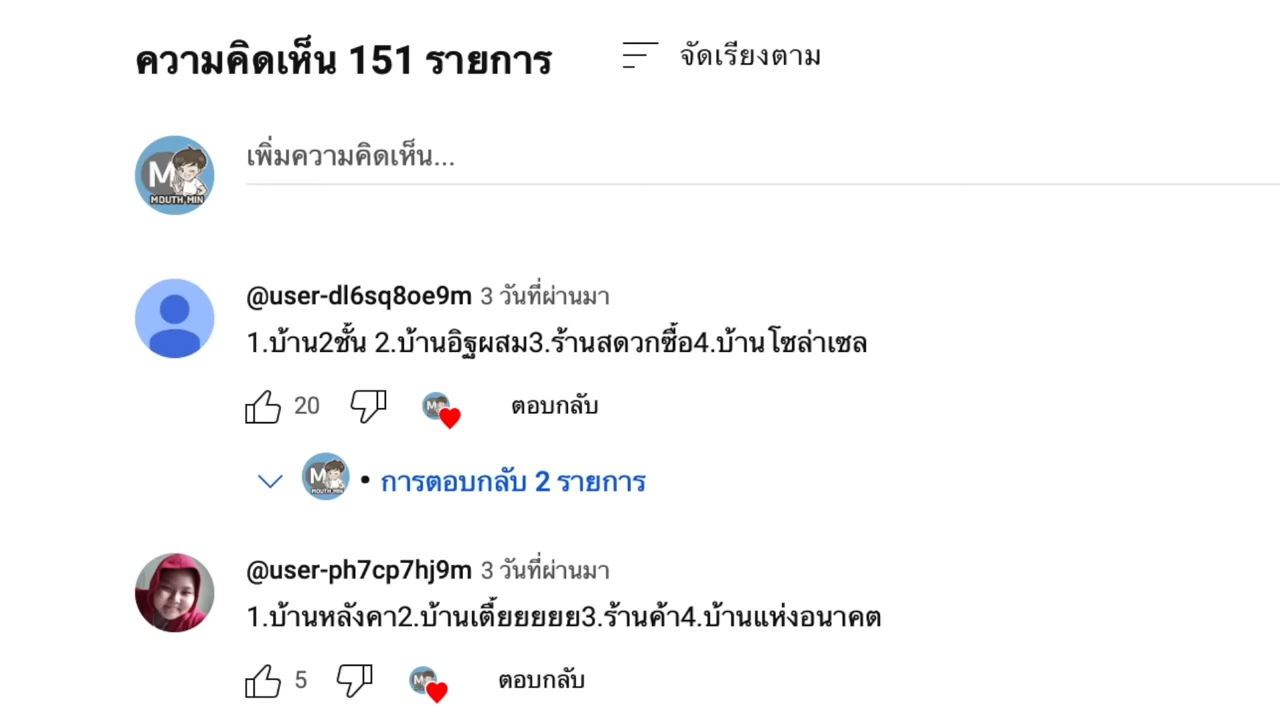 ความคิดเห็น 151 รายการ
จัดเรียงตาม
M
MOUTH MIN
เพิ่มความคิดเห็น...
@user-dl6sq8oe9m 3 วันที่ผ่านมา
1.บ้าน2ชั้น 2.บ้านอิฐผสม3.ร้านสดวกซื้อ4.บ้านโซล่าเซล
20
ตอบกลับ
M
MOUTH MIN
• การตอบกลับ 2 รายการ
@user-ph7cp7hj9m 3 วันที่ผ่านมา
1.บ้านหลังคา2.บ้านเตี้ยยยยย3.ร้านค้า4.บ้านแห่งอนาคต
5
ตอบกลับ